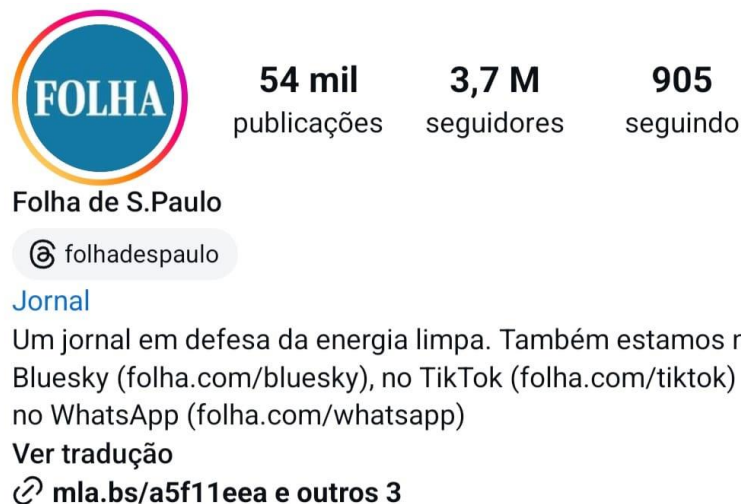 FOLHA
54 mil
3,7 M
905
publicações
seguidores
seguindo
Folha de S.Paulo
folhadespaulo
Jornal
Um jornal em defesa da energia limpa. Também estamos
Bluesky (folha.com/bluesky), no TikTok (folha.com/tiktok)
no WhatsApp (folha.com/whatsapp)
Ver tradução
mla.bs/a5f11eea e outros 3